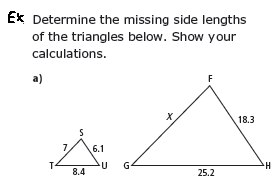 Ex Determine the missing side lengths
of the triangles below. Show your
calculations.
a)
F
X
18.3
S
7
6.1
T
U
G
H
8.4
25.2